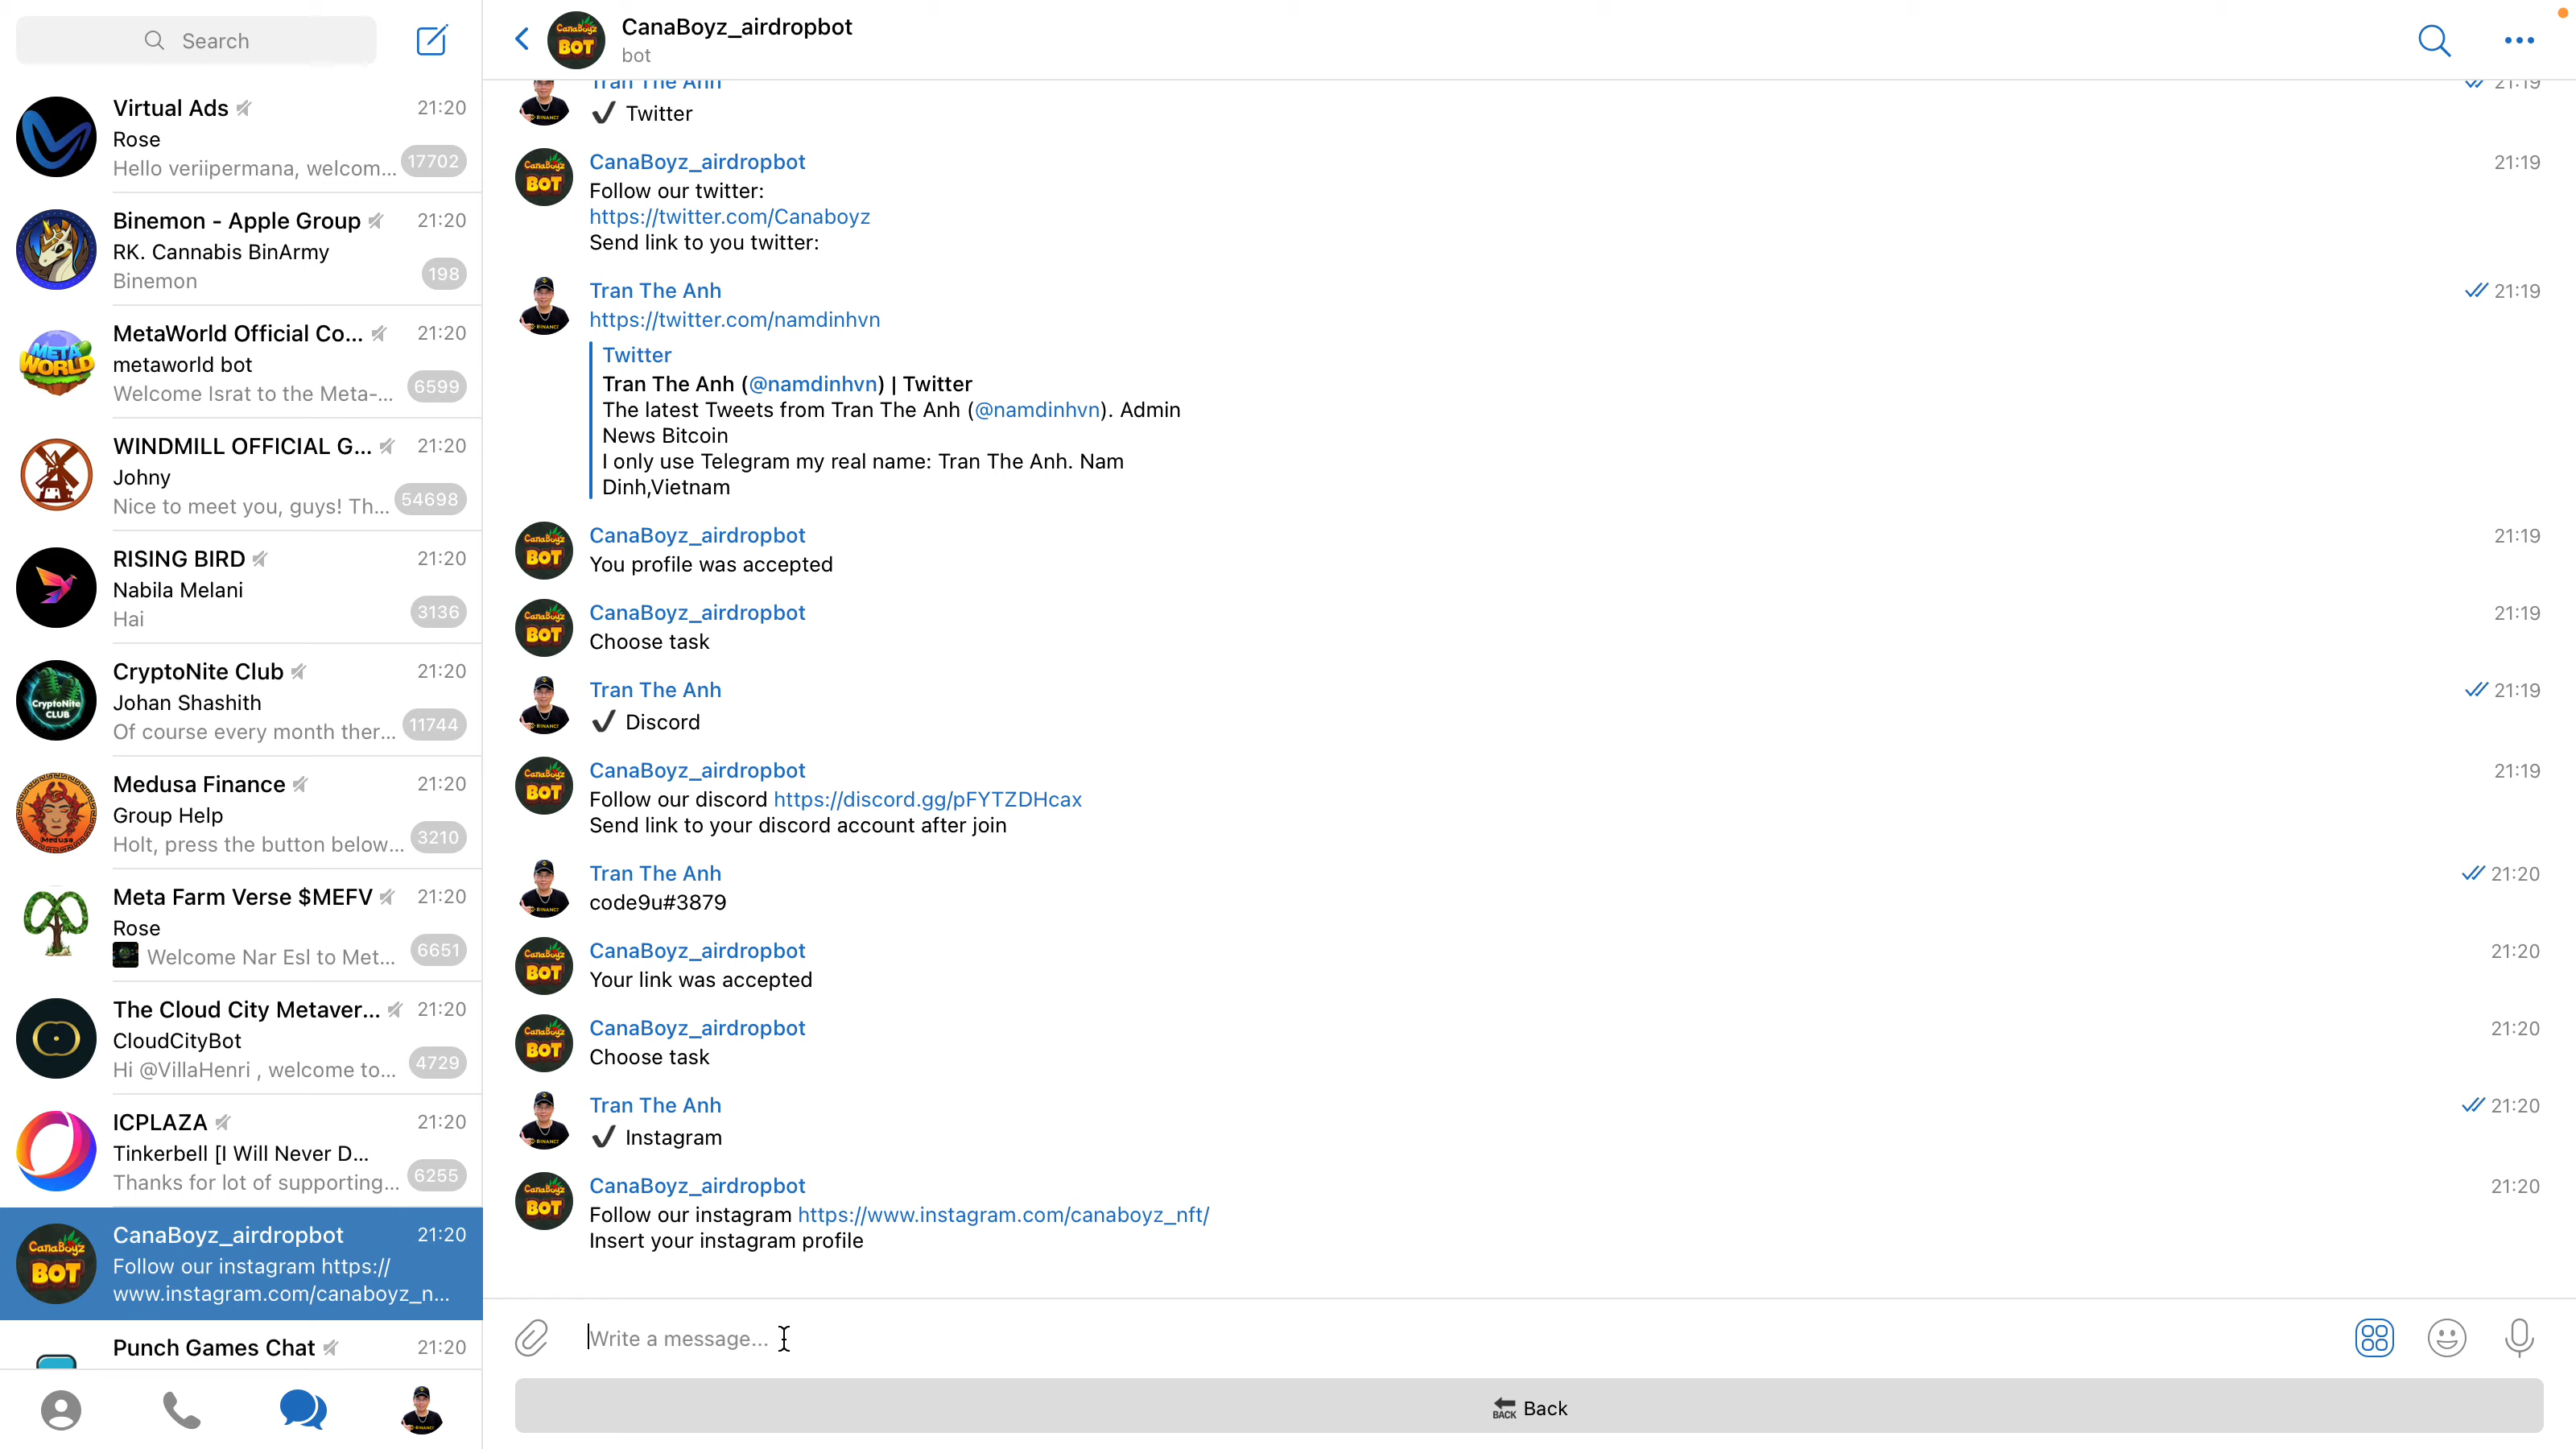 Search
Virtual Ads
21:20
Rose
Hello veriipermana, welcom...
17702
Binemon - Apple Group
21:20
RK. Cannabis BinArmy
Binemon
198
MetaWorld Official Co...
21:20
metaworld bot
Welcome Israt to the Meta-...
6599
META WORLD
WINDMILL OFFICIAL G...
21:20
Johny
Nice to meet you, guys! Th...
54698
RISING BIRD
21:20
Nabila Melani
Hai
3136
CryptoNite Club
21:20
Johan Shashith
Of course every month ther...
11744
CryptoNite
CLUB
Medusa Finance
21:20
Group Help
Holt, press the button below...
3210
Medusa
Meta Farm Verse $MEFV
21:20
Rose
Welcome Nar Esl to Met...
6651
The Cloud City Metaver...
21:20
CloudCityBot
Hi @VillaHenri , welcome to...
4729
ICPLAZA
21:20
Tinkerbell [I Will Never D...
Thanks for lot of supporting...
6255
CanaBoyz_airdropbot
21:20
Follow our instagram https://
www.instagram.com/canaboyz_n...
CanaBoyz
BOT
Punch Games Chat
21:20
CanaBoyz
BOT
CanaBoyz_airdropbot
bot
Tran The Anh
21:19
✔ Twitter
CanaBoyz_airdropbot
21:19
Follow our twitter:
https://twitter.com/Canaboyz
Send link to you twitter:
Tran The Anh
21:19
https://twitter.com/namdinhvn
Twitter
Tran The Anh (@namdinhvn) | Twitter
The latest Tweets from Tran The Anh (@namdinhvn). Admin
News Bitcoin
I only use Telegram my real name: Tran The Anh. Nam
Dinh,Vietnam
CanaBoyz_airdropbot
21:19
You profile was accepted
CanaBoyz_airdropbot
21:19
Choose task
Tran The Anh
21:19
✔ Discord
CanaBoyz_airdropbot
21:19
Follow our discord https://discord.gg/pFYTZDHcax
Send link to your discord account after join
Tran The Anh
21:20
code9u#3879
CanaBoyz_airdropbot
21:20
Your link was accepted
CanaBoyz_airdropbot
21:20
Choose task
Tran The Anh
21:20
✔ Instagram
CanaBoyz_airdropbot
21:20
Follow our instagram https://www.instagram.com/canaboyz_nft/
Insert your instagram profile
Write a message...
BACK Back